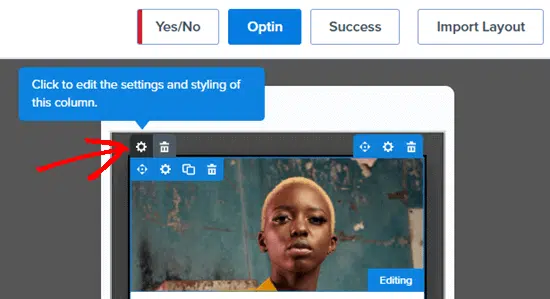 Yes/No Optin Success Import Layout
Click to edit the settings and styling of
this column.
Editing